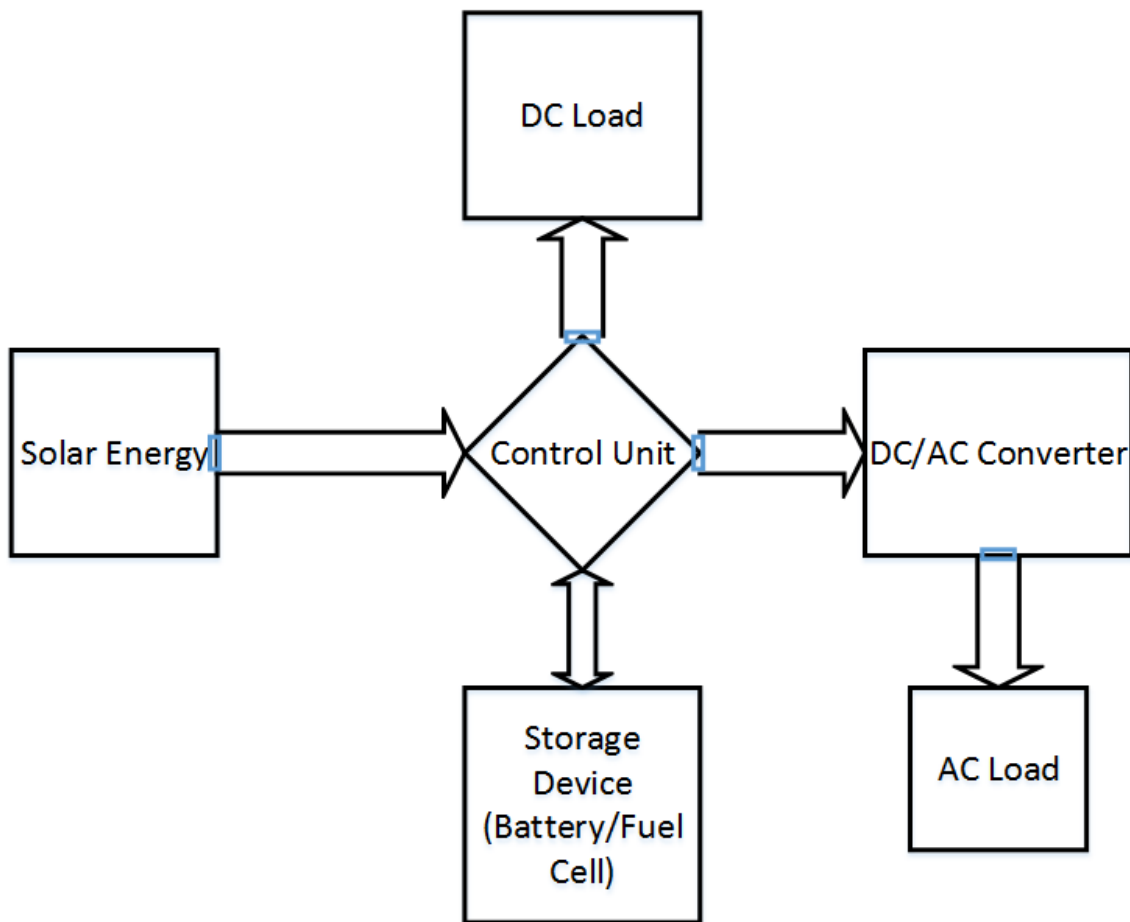 DC Load
Solar Energy
Control Unit
DC/AC Converter
Storage
Device
(Battery/Fuel
Cell)
AC Load